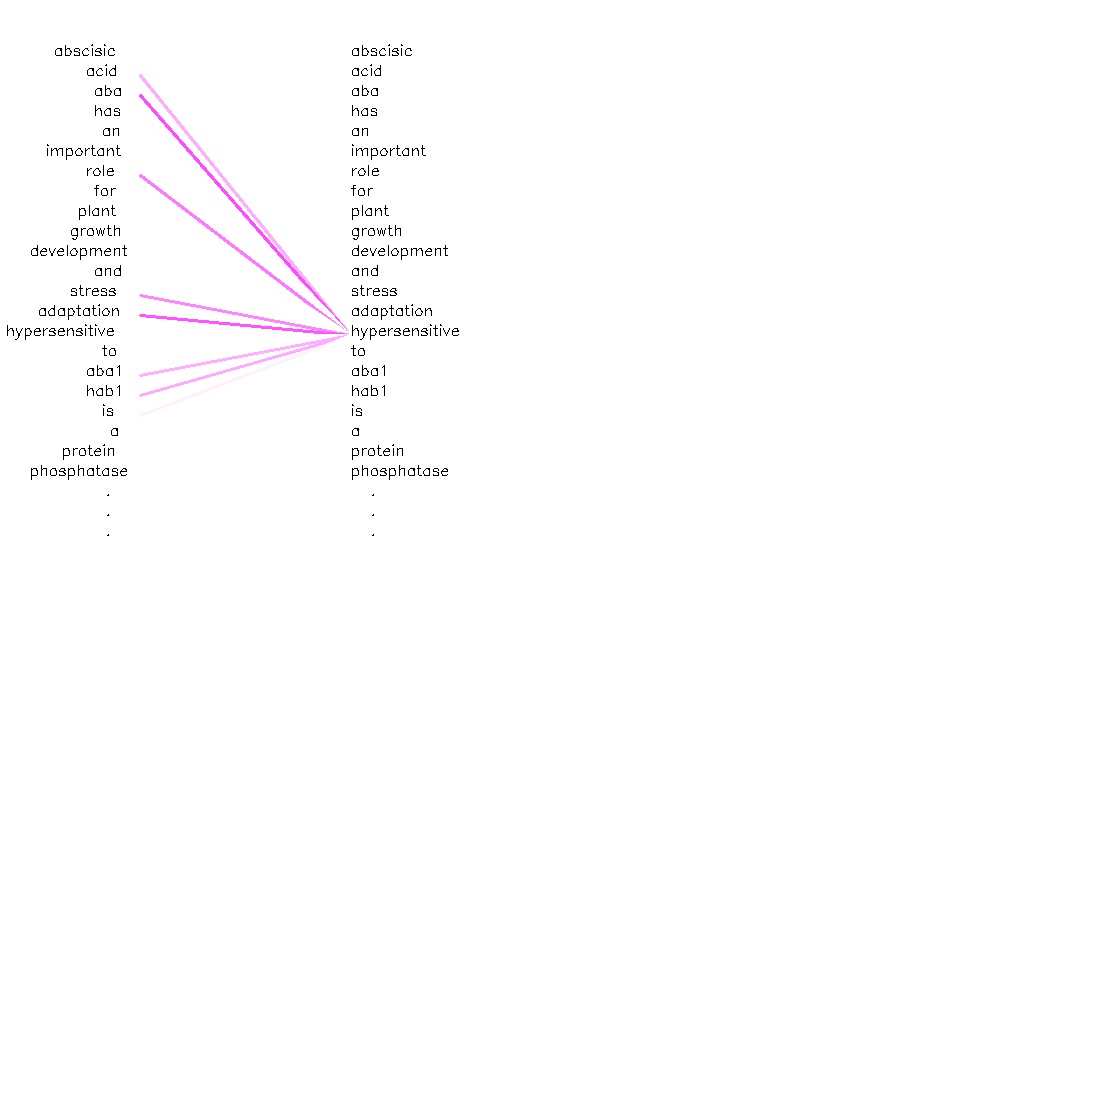 abscisic abscisic
acid acid
aba aba
has has
an an
important important
role role
for for
plant plant
growth growth
development development
and and
stress stress
adaptation adaptation
hypersensitive hypersensitive
to to
aba1 aba1
hab1 hab1
is is
a a
protein protein
phosphatase phosphatase
. .
. .
. .